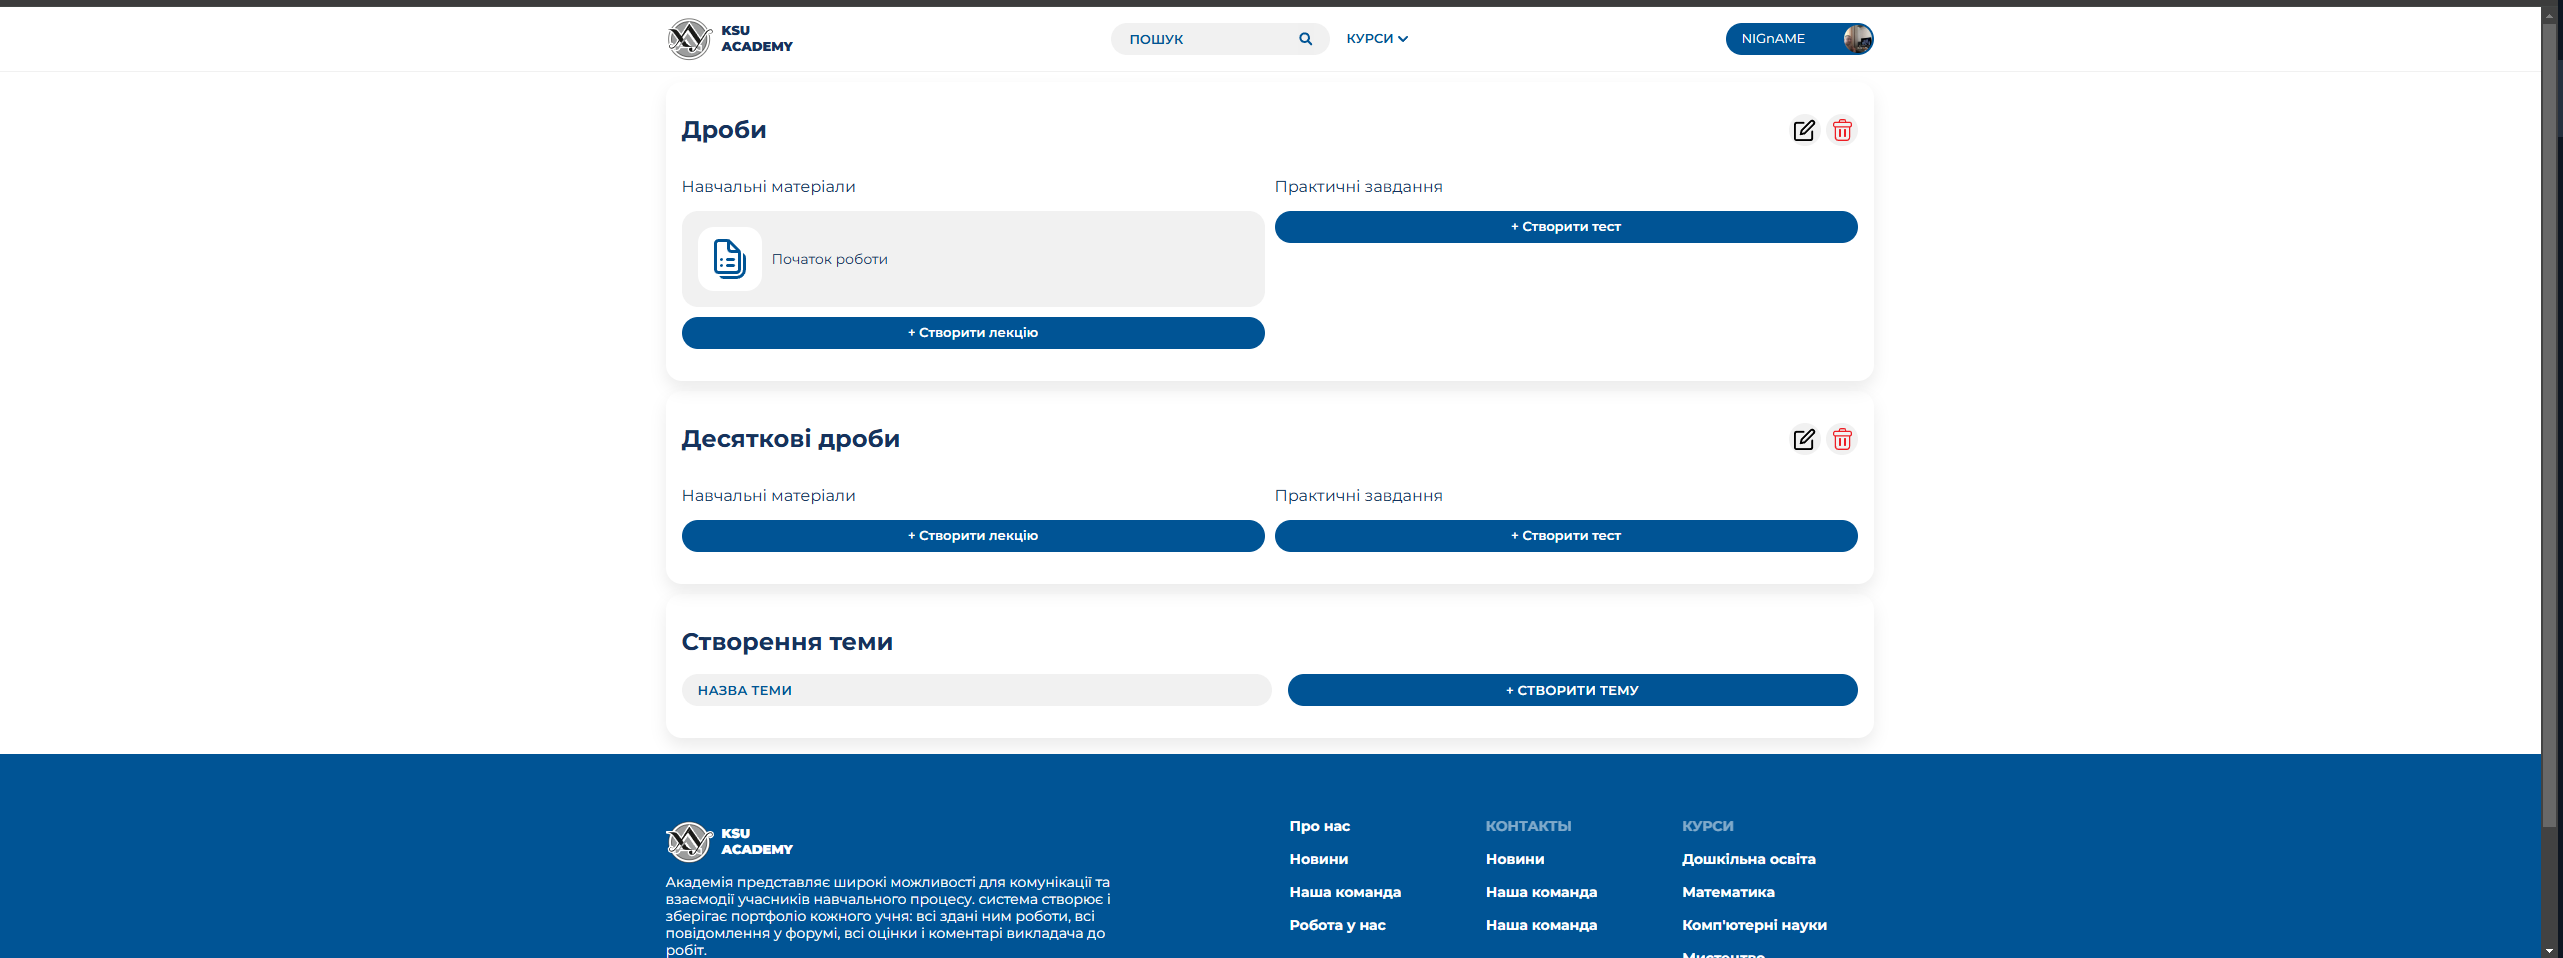 KSU
ACADEMY
ПОШУК
КУРСИ
NIGnAME
Дроби
Навчальні матеріали
Практичні завдання
+ Створити тест
Початок роботи
+ Створити лекцію
Десяткові дроби
Навчальні матеріали
Практичні завдання
+ Створити лекцію
+ Створити тест
Створення теми
НАЗВА ТЕМИ
+ СТВОРИТИ ТЕМУ
KSU
ACADEMY
Академія представляє широкі можливості для комунікації та
взаємодії учасників навчального процесу. система створює і
зберігає портфоліо кожного учня: всі здані ним роботи, всі
повідомлення у форумі, всі оцінки і коментарі викладача до
робіт.
Про нас
Новини
Наша команда
Робота у нас
КОНТАКТЫ
Новини
Наша команда
Наша команда
КУРСИ
Дошкільна освіта
Математика
Комп'ютерні науки
Мистецтво